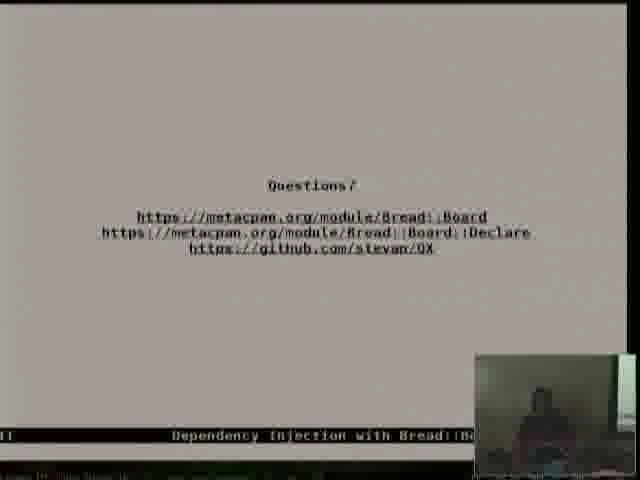 Questions?
https://metacpan.org/module/Bread::Board
https://metacpan.org/module/Bread::Board::Declare
https://github.com/stevan/OX
Dependency Injection with Bread::Bo